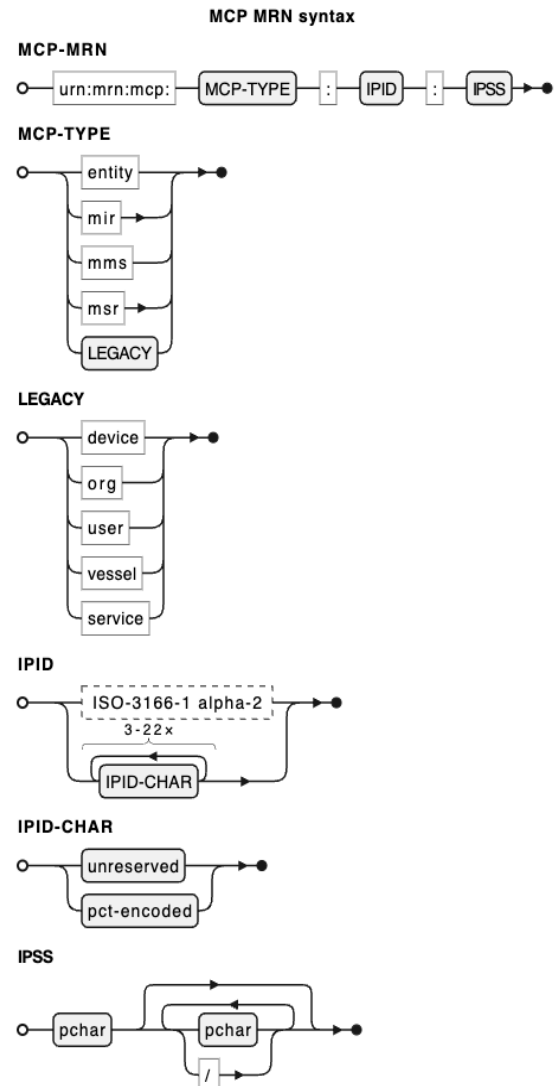 MCP MRN syntax
MCP-MRN
urn:mrn:mcp: MCP-TYPE : IPID : IPSS
MCP-TYPE
entity
mir
mms
msr
LEGACY
LEGACY
device
org
user
vessel
service
IPID
ISO-3166-1 alpha-2
3-22×
IPID-CHAR
IPID-CHAR
unreserved
pct-encoded
IPSS
pchar pchar
/